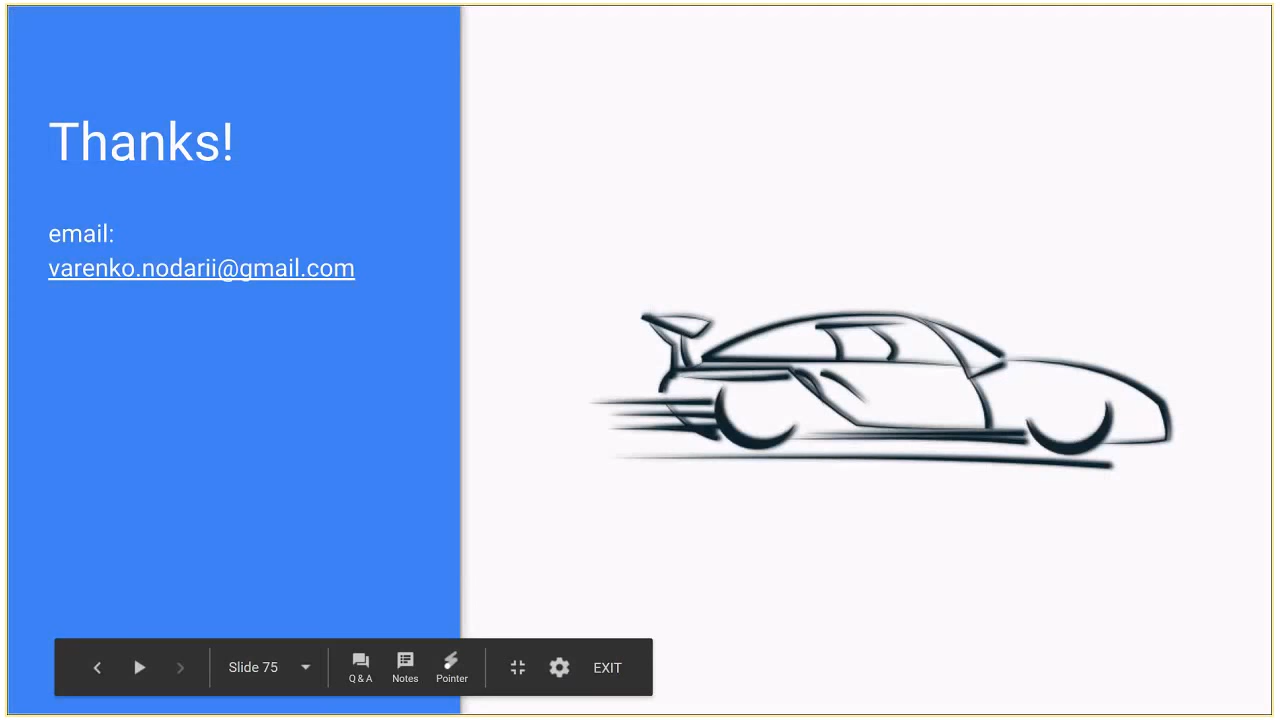 Thanks!
email:
varenko.nodarii@gmail.com
Slide 75
Q & A
Notes
Pointer
EXIT